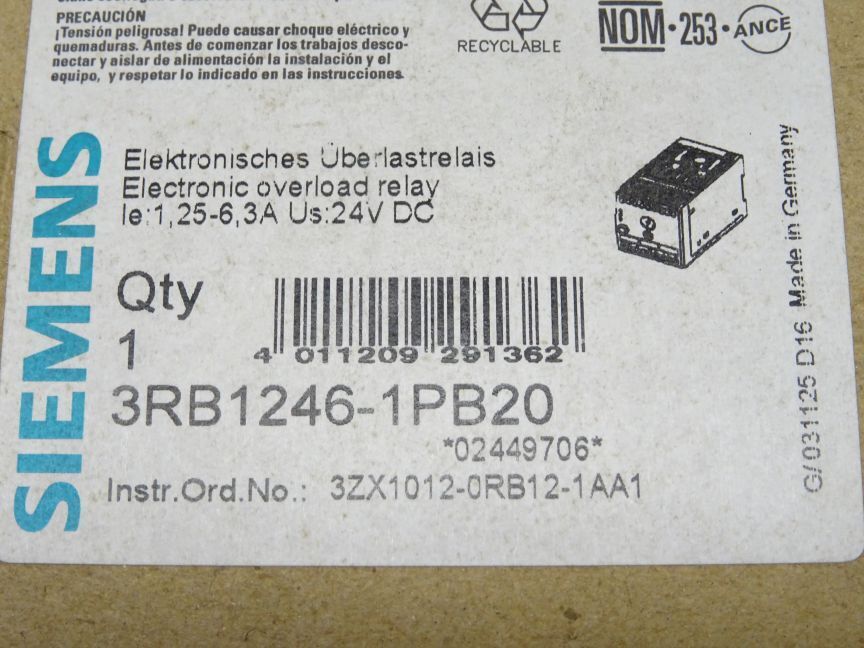 PRECAUCIÓN
¡Tensión peligrosa! Puede causar choque eléctrico y
quemaduras. Antes de comenzar los trabajos desco-
nectar y aislar de alimentación la instalación y el
equipo, y respetar lo indicado en las instrucciones.
RECYCLABLE
NOM·253·ANCE
SIEMENS
Elektronisches Überlastrelais
Electronic overload relay
Ie:1,25-6,3A Us:24V DC
Qty
1
4 011209 291362
3RB1246-1PB20
*02449706*
Instr.Ord.No.: 3ZX1012-0RB12-1AA1
G/031125 D16 Made in Germany